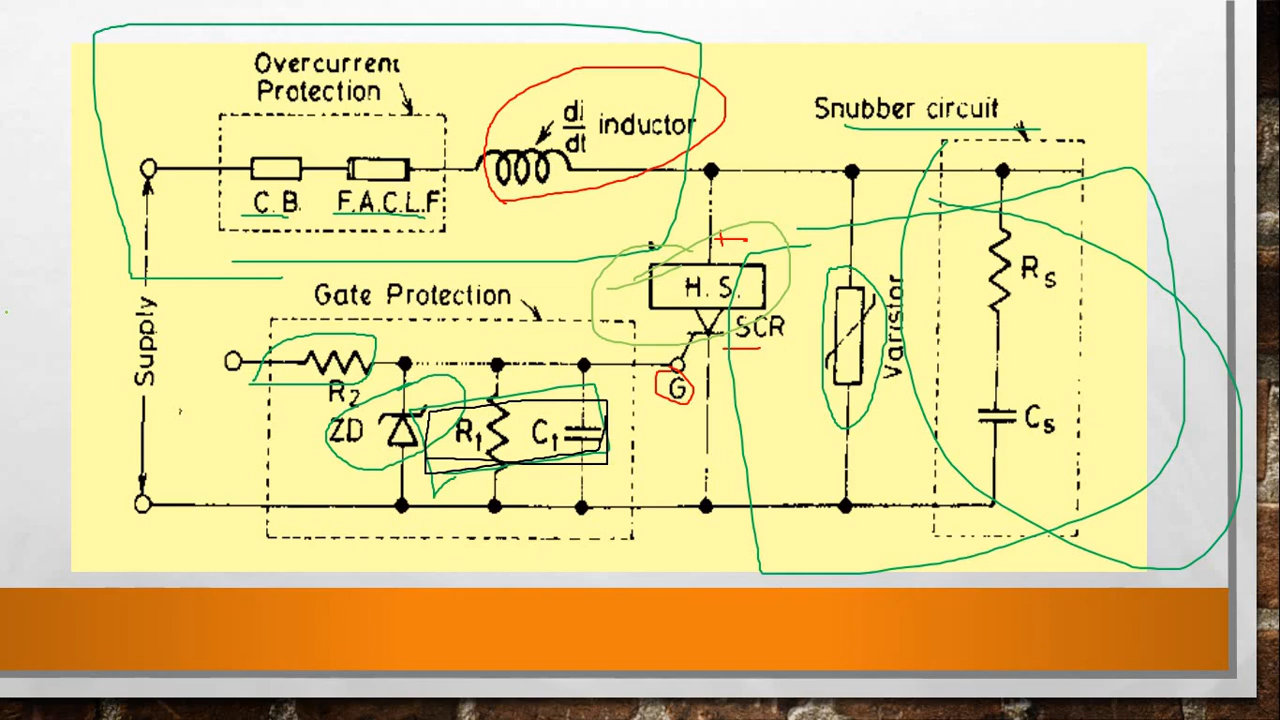 Overcurrent
Protection
di
dt
inductor
Snubber circuit
C.B.
F.A.C.L.F
+
Supply
Gate Protection
H.S.
SCR
Varistor
Rs
Cs
G
R2
ZD
R1
C1